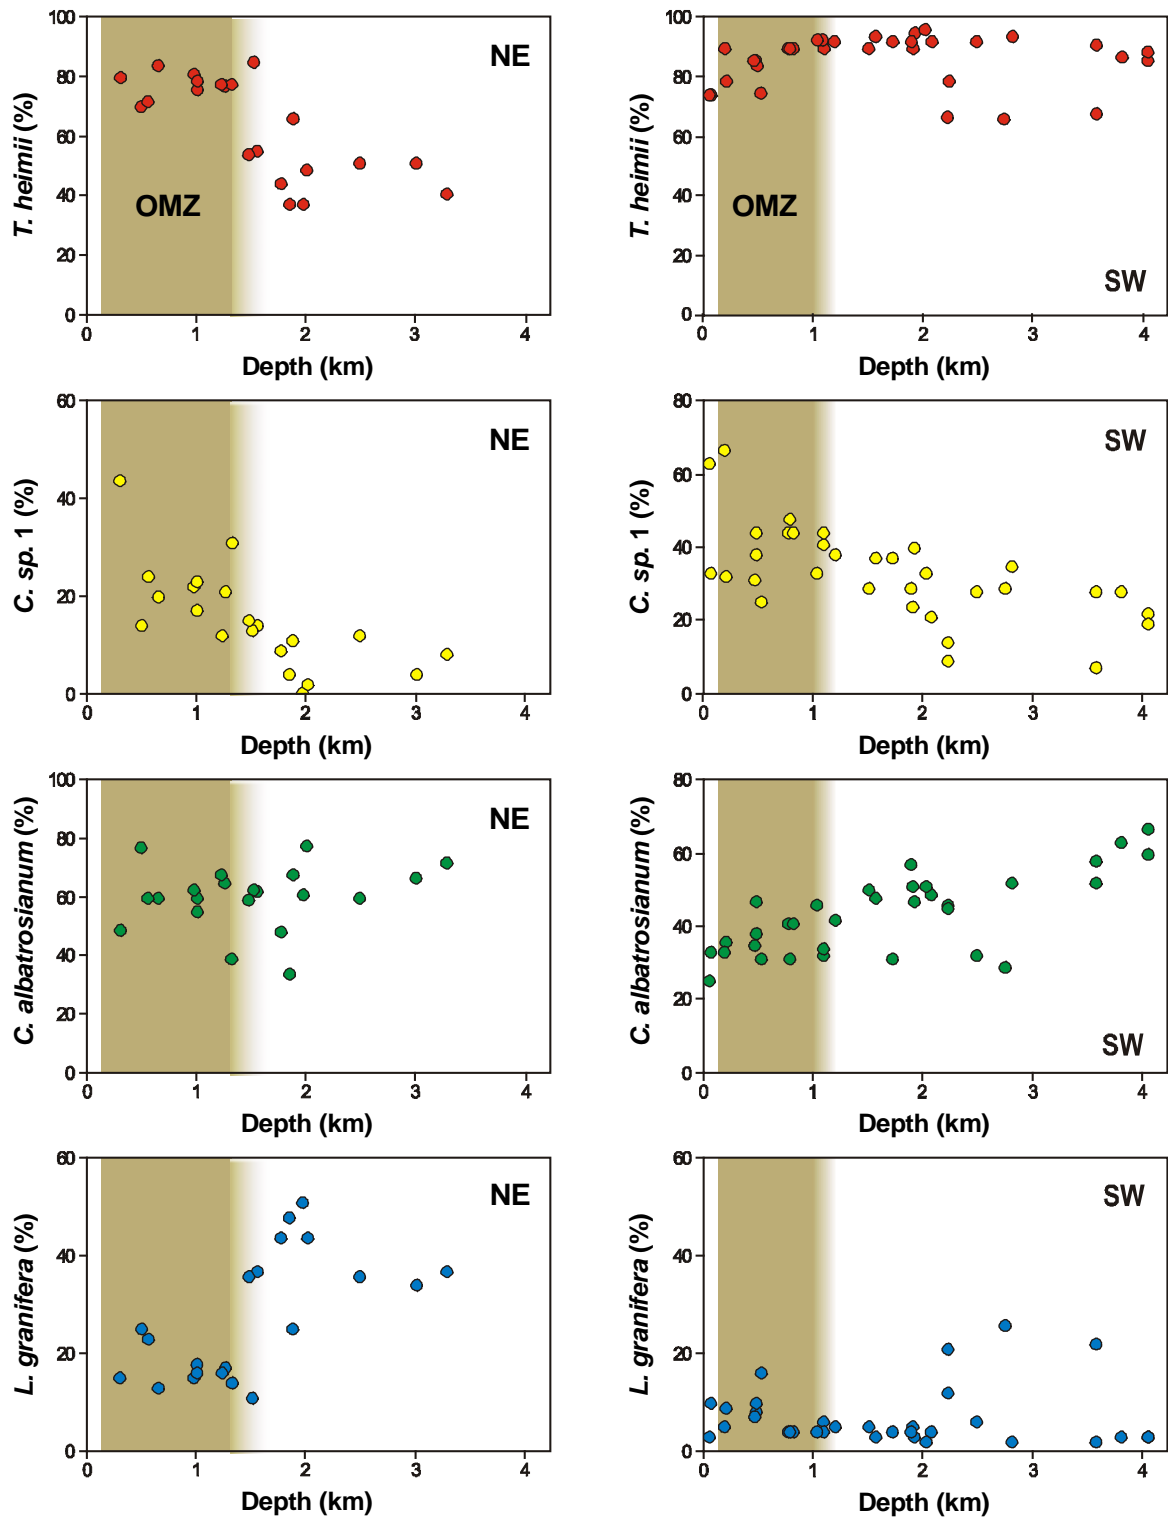 100
80
60
40
20
0
T. heimii (%)
NE
OMZ
0 1 2 3 4
Depth (km)
100
80
60
40
20
0
T. heimii (%)
OMZ
SW
0 1 2 3 4
Depth (km)
60
40
20
0
C. sp. 1 (%)
NE
0 1 2 3 4
Depth (km)
80
60
40
20
0
C. sp. 1 (%)
SW
0 1 2 3 4
Depth (km)
100
80
60
40
20
0
C. albatrosianum (%)
NE
0 1 2 3 4
Depth (km)
80
60
40
20
0
C. albatrosianum (%)
SW
0 1 2 3 4
Depth (km)
60
40
20
0
L. granifera (%)
NE
0 1 2 3 4
Depth (km)
60
40
20
0
L. granifera (%)
SW
0 1 2 3 4
Depth (km)